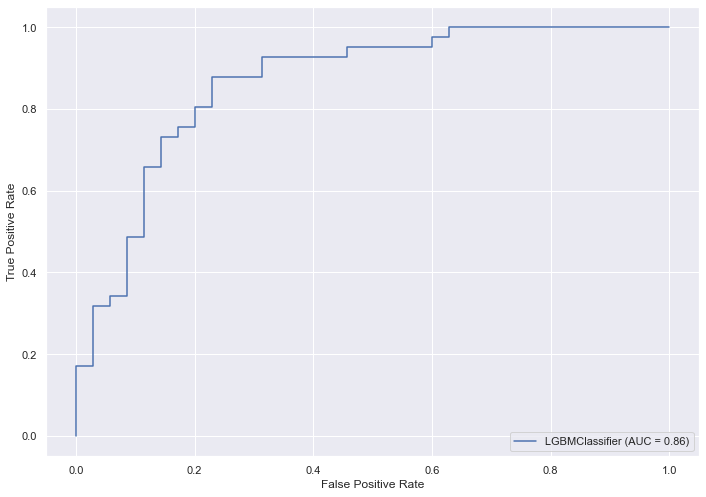 1.0
0.8
0.6
0.4
0.2
0.0
True Positive Rate
LGBMClassifier (AUC = 0.86)
0.0 0.2 0.4 0.6 0.8 1.0
False Positive Rate